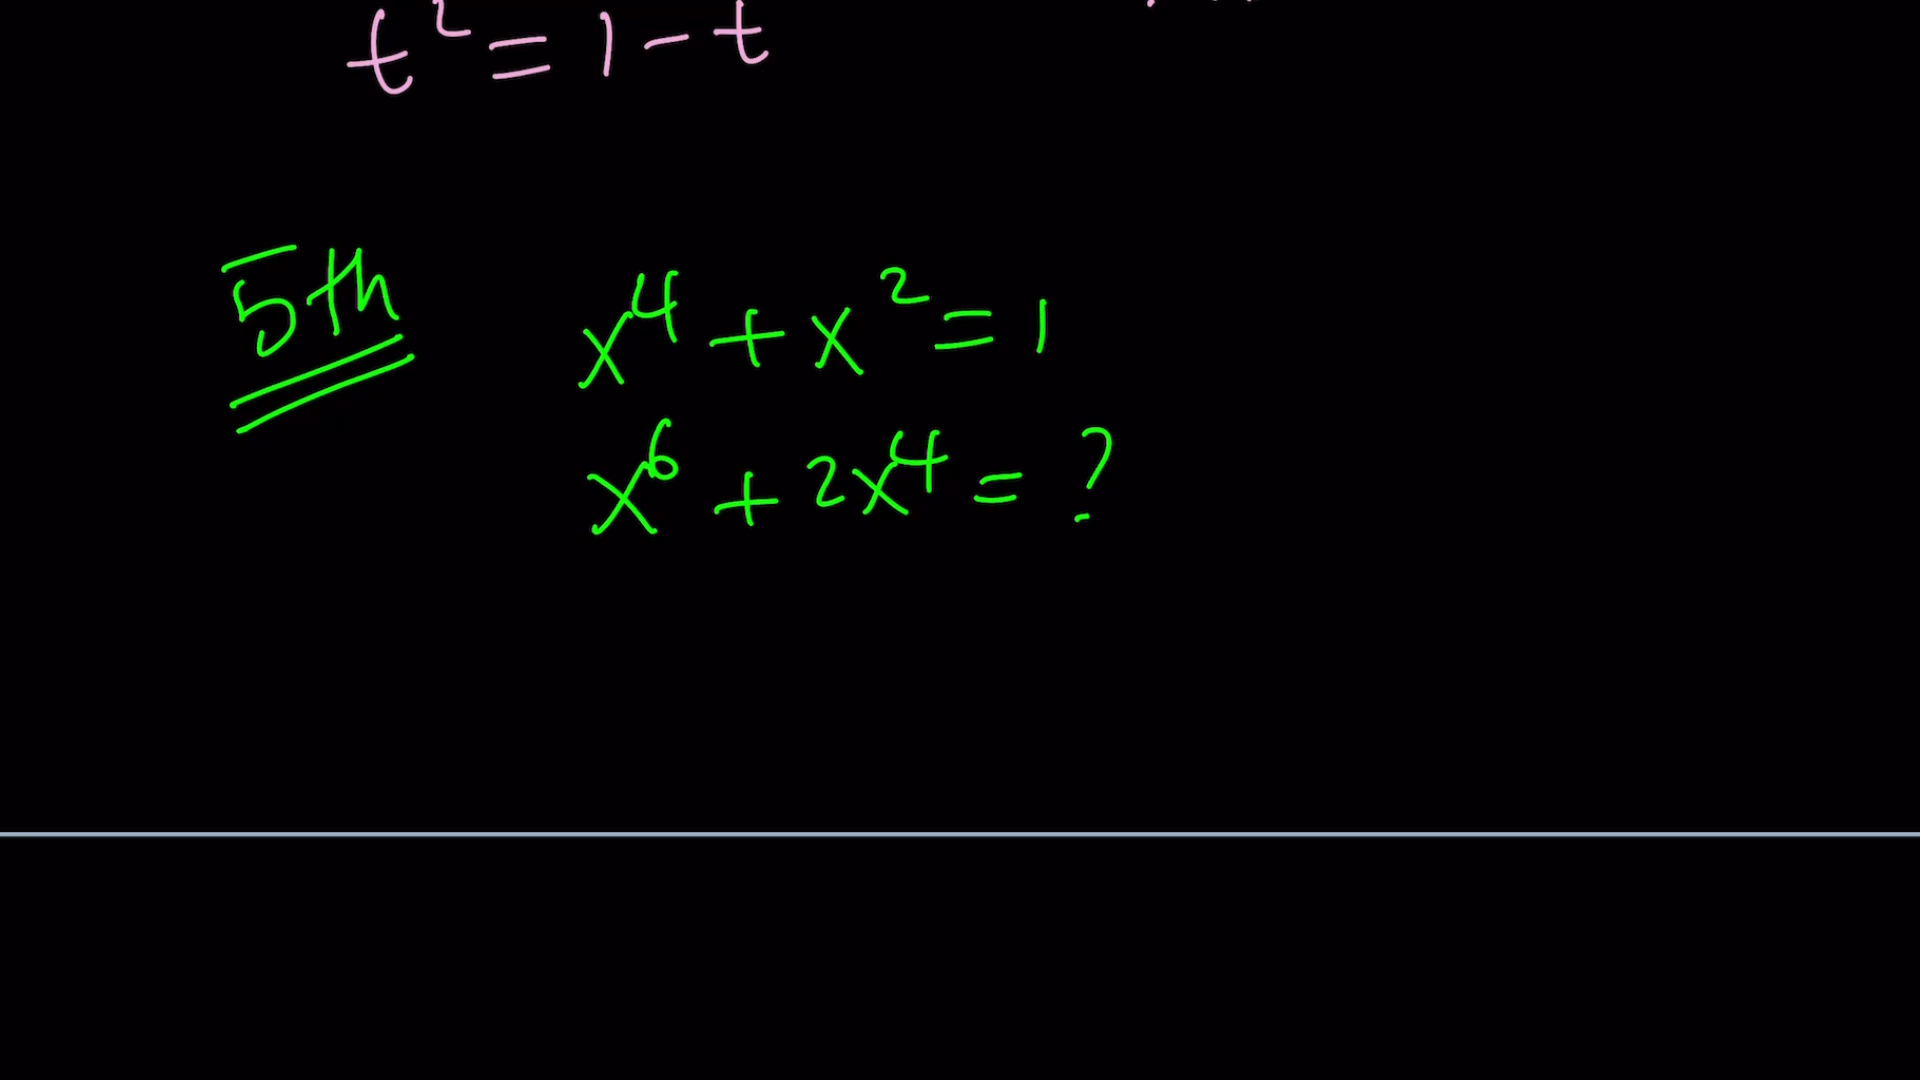 t² = 1 - t
5th x⁴ + x² = 1
x⁶ + 2x⁴ = ?